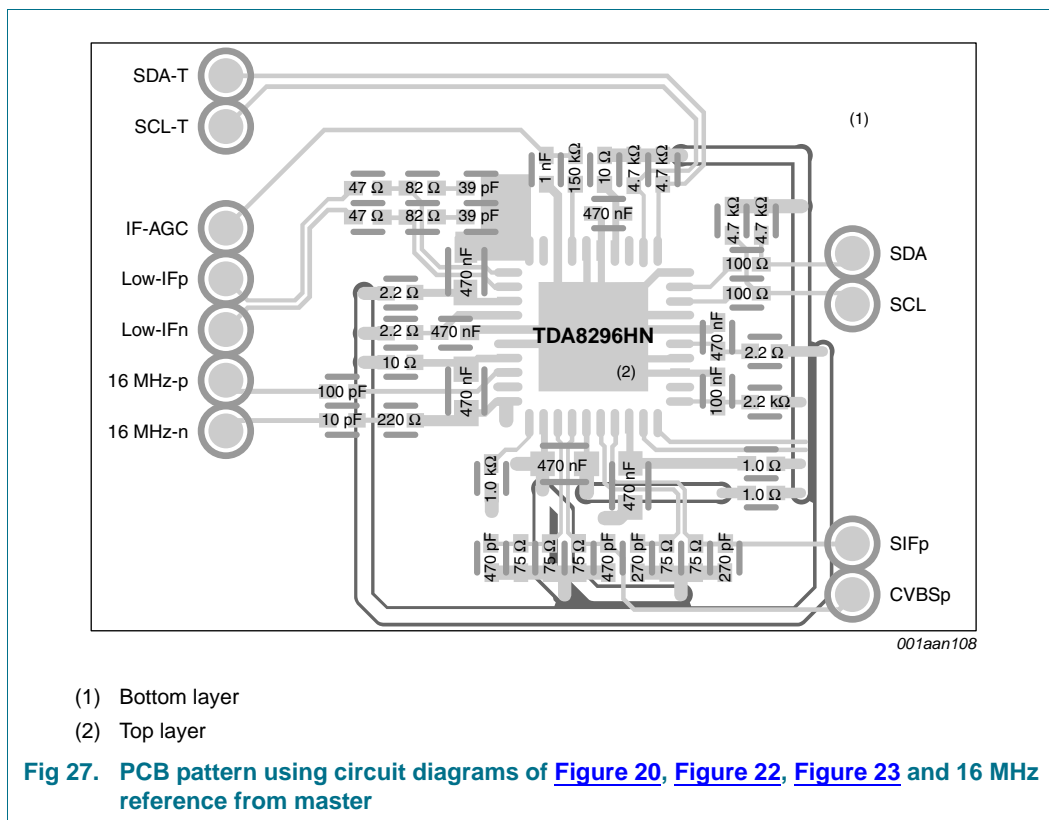 SDA-T
SCL-T
(1)
1 nF
150 kΩ
10 Ω
4.7 kΩ
4.7 kΩ
47 Ω 82 Ω 39 pF
47 Ω 82 Ω 39 pF
470 nF
4.7 kΩ
4.7 kΩ
IF-AGC
SDA
100 Ω
Low-IFp
470 nF
2.2 Ω
100 Ω
SCL
Low-IFn
2.2 Ω 470 nF
TDA8296HN
470 nF
2.2 Ω
10 Ω
16 MHz-p
(2)
100 pF
470 nF
100 nF
2.2 kΩ
16 MHz-n
10 pF 220 Ω
1.0 kΩ
470 nF
470 nF
1.0 Ω
1.0 Ω
470 pF
75 Ω
75 Ω
75 Ω
470 pF
270 pF
75 Ω
75 Ω
270 pF
SIFp
CVBSp
001aan108
(1) Bottom layer
(2) Top layer
Fig 27. PCB pattern using circuit diagrams of Figure 20, Figure 22, Figure 23 and 16 MHz
reference from master